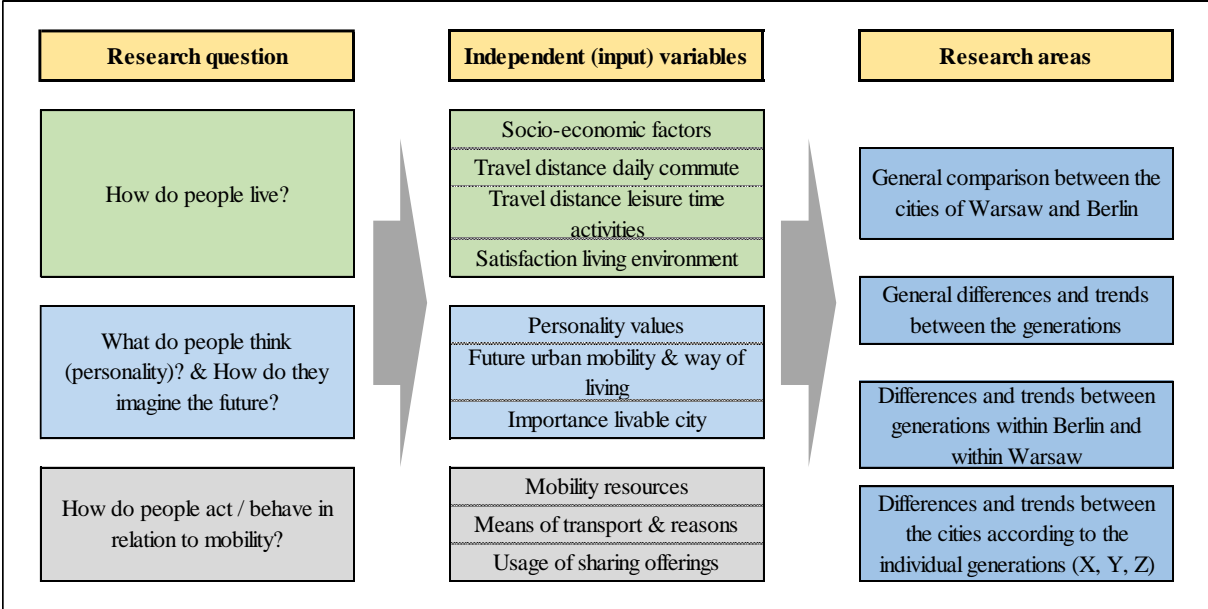 Research question
How do people live?
What do people think
(personality)? & How do they
imagine the future?
How do people act / behave in
relation to mobility?
Independent (input) variables
Socio-economic factors
Travel distance daily commute
Travel distance leisure time
activities
Satisfaction living environment
Personality values
Future urban mobility & way of
living
Importance livable city
Mobility resources
Means of transport & reasons
Usage of sharing offerings
Research areas
General comparison between the
cities of Warsaw and Berlin
General differences and trends
between the generations
Differences and trends between
generations within Berlin and
within Warsaw
Differences and trends between
the cities according to the
individual generations (X, Y, Z)